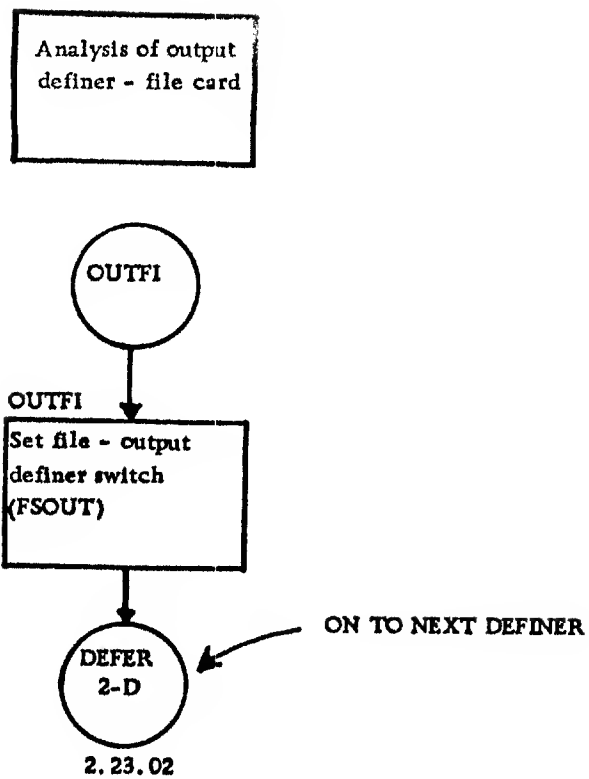 Analysis of output
definer - file card
OUTFI
OUTFI
Set file - output
definer switch
(FSOUT)
DEFER
2-D
ON TO NEXT DEFINER
2.23.02